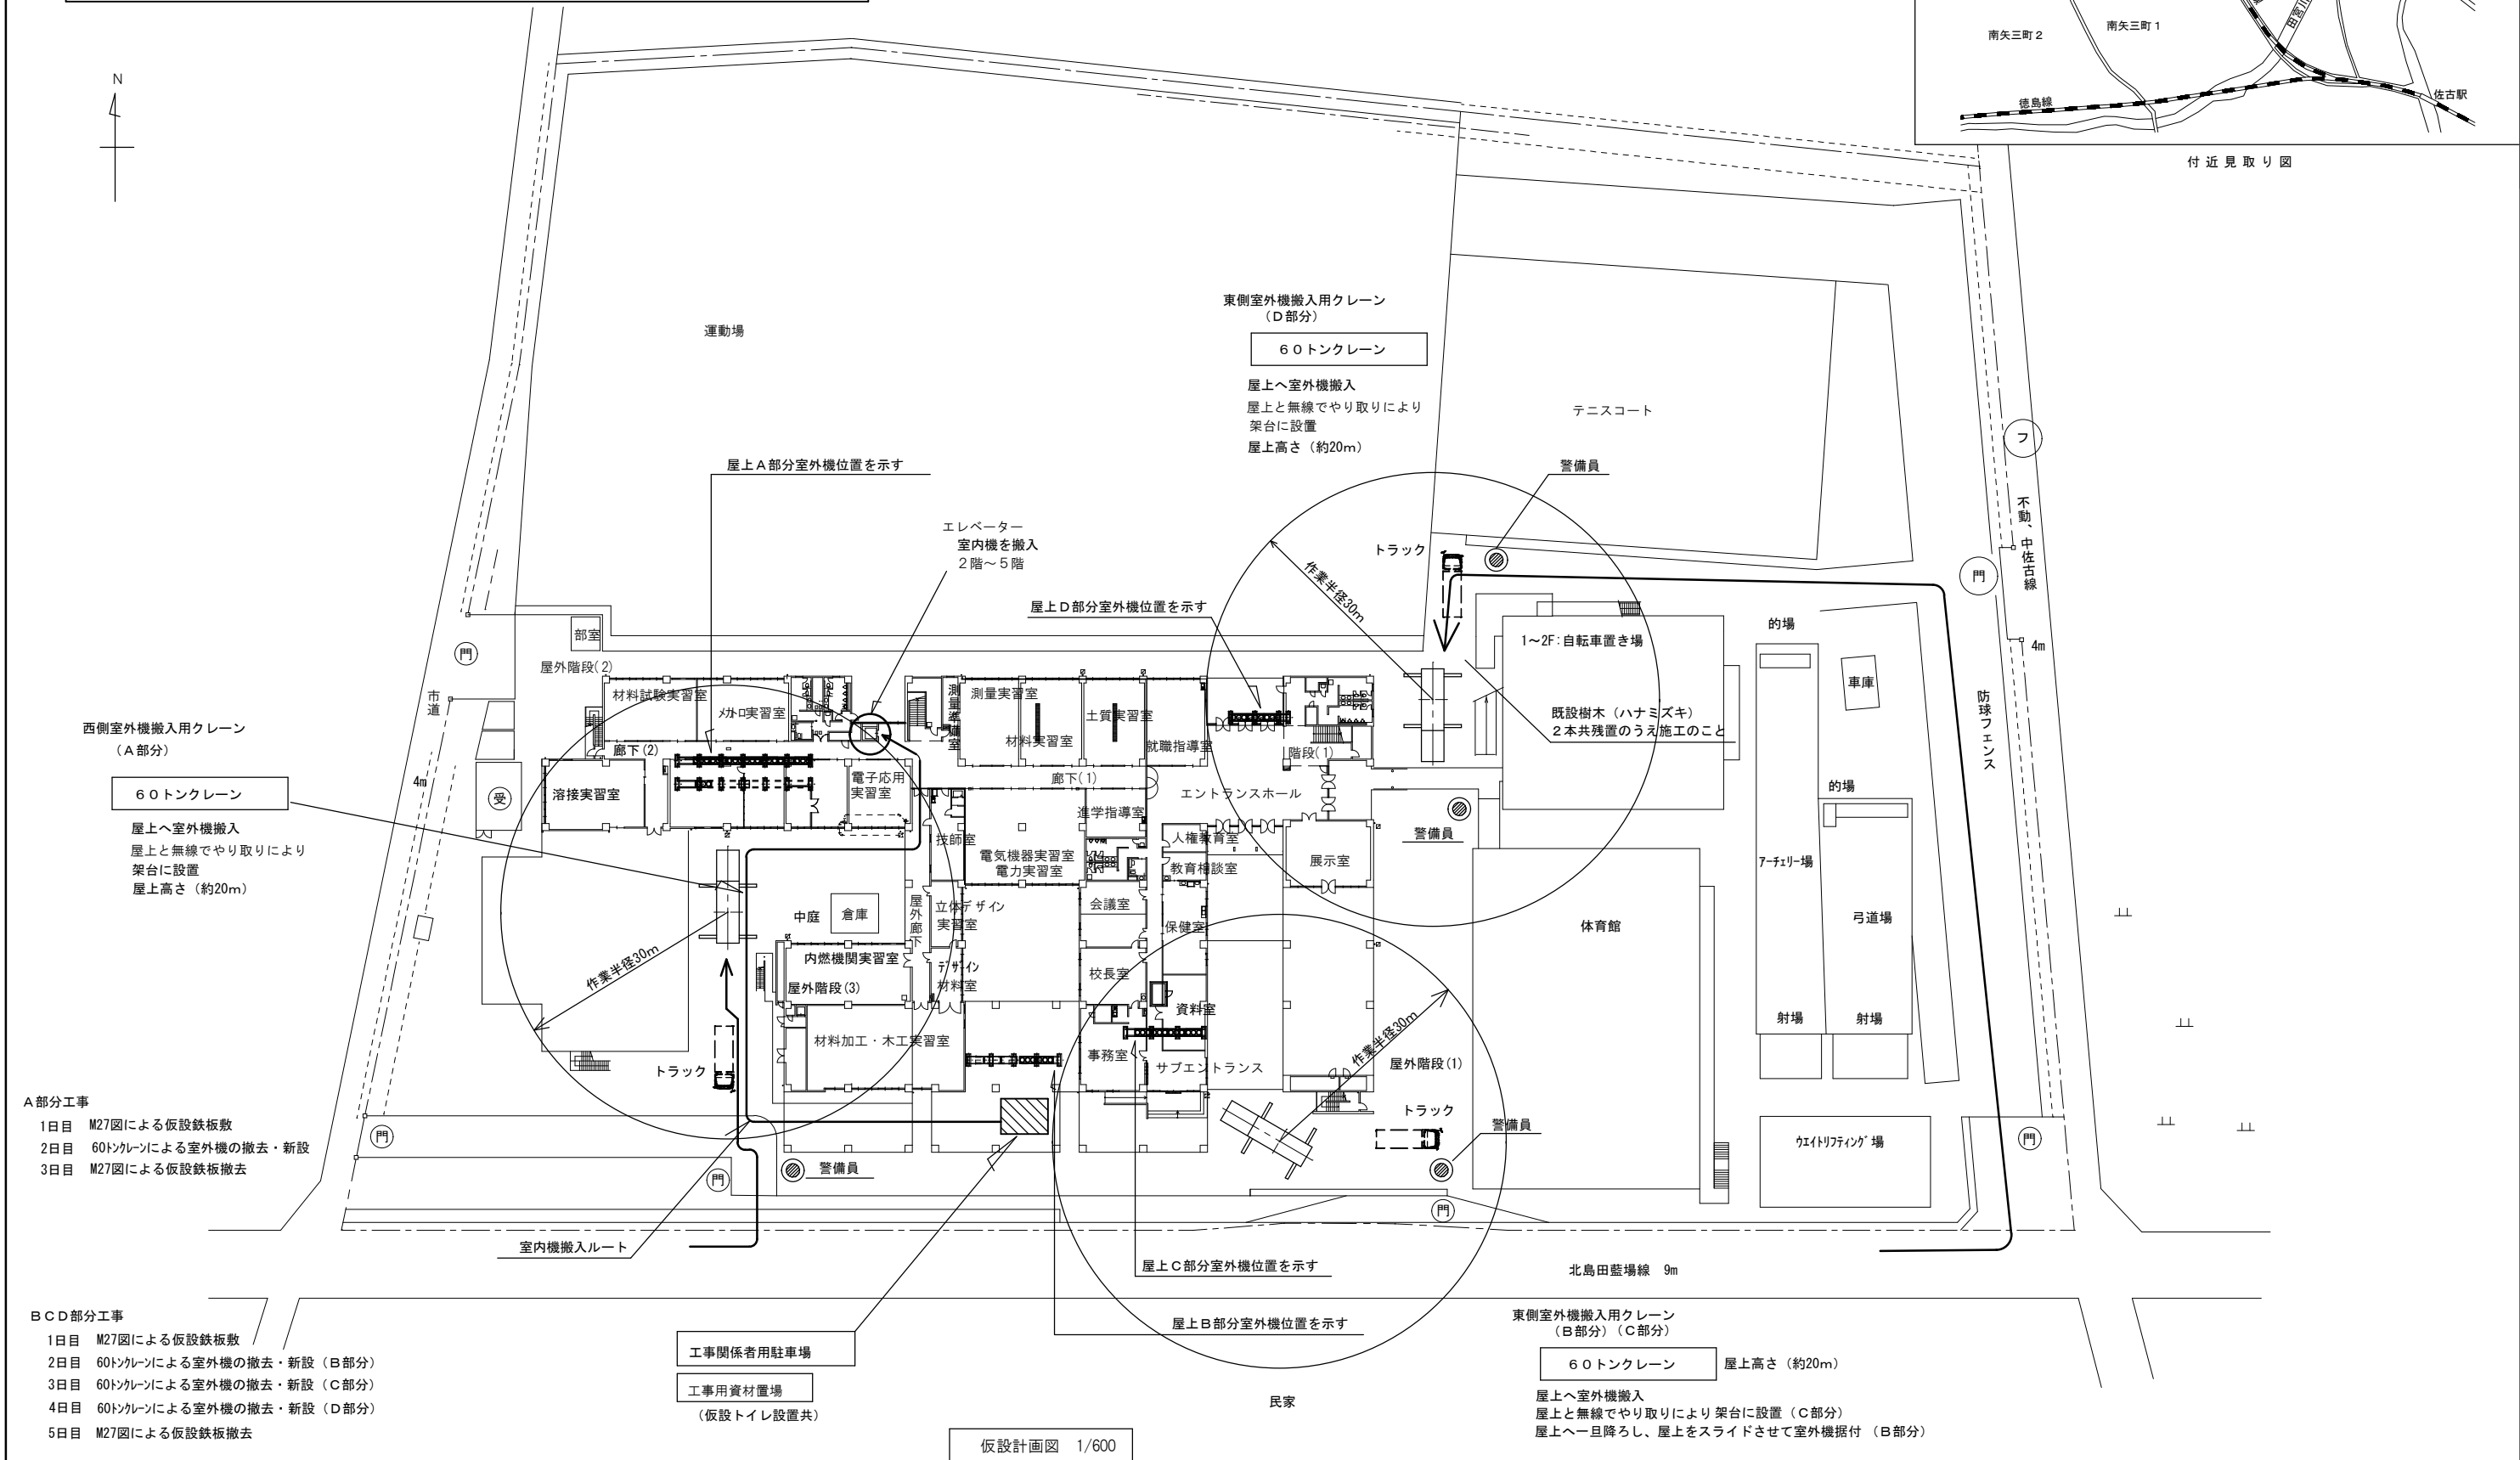 南矢三町2
南矢三町1
田宮川
徳島線
佐古駅
付近見取り図
N
運動場
東側室外機搬入用クレーン
(D部分)
60トンクレーン
屋上へ室外機搬入
屋上と無線でやり取りにより
架台に設置
屋上高さ(約20m)
テニスコート
フ
不動、中佐古線
屋上A部分室外機位置を示す
警備員
エレベーター
室内機を搬入
2階~5階
トラック
作業半径30m
門
屋上D部分室外機位置を示す
部室
1~2F:自転車置き場
的場
4m
門
屋外階段(2)
車庫
市道
材料試験実習室
メカトロ実習室
測量準備室
測量実習室
土質実習室
材料実習室
就職指導室
階段(1)
既設樹木(ハナミズキ)
2本共残置のうえ施工のこと
防球フェンス
西側室外機搬入用クレーン
(A部分)
廊下(2)
廊下(1)
4m
60トンクレーン
受
溶接実習室
電子応用
実習室
エントランスホール
的場
屋上へ室外機搬入
屋上と無線でやり取りにより
架台に設置
屋上高さ(約20m)
技師室
進学指導室
人権教育室
警備員
電気機器実習室
電力実習室
教育相談室
展示室
アーチェリー場
中庭
倉庫
屋外廊下
立体デザイン
実習室
会議室
保健室
体育館
弓道場
作業半径30m
内燃機関実習室
デザイン
材料室
校長室
屋外階段(3)
資料室
射場
射場
材料加工・木工実習室
事務室
サブエントランス
作業半径30m
屋外階段(1)
トラック
トラック
警備員
A部分工事
1日目 M27図による仮設鉄板敷
2日目 60トンクレーンによる室外機の撤去・新設
3日目 M27図による仮設鉄板撤去
門
ウエイトリフティング場
門
警備員
門
門
室内機搬入ルート
屋上C部分室外機位置を示す
北島田藍場線 9m
BCD部分工事
1日目 M27図による仮設鉄板敷
2日目 60トンクレーンによる室外機の撤去・新設(B部分)
3日目 60トンクレーンによる室外機の撤去・新設(C部分)
4日目 60トンクレーンによる室外機の撤去・新設(D部分)
5日目 M27図による仮設鉄板撤去
屋上B部分室外機位置を示す
工事関係者用駐車場
工事用資材置場
(仮設トイレ設置共)
東側室外機搬入用クレーン
(B部分)(C部分)
60トンクレーン 屋上高さ(約20m)
屋上へ室外機搬入
屋上と無線でやり取りにより架台に設置(C部分)
屋上へ一旦降ろし、屋上をスライドさせて室外機据付 (B部分)
民家
仮設計画図 1/600